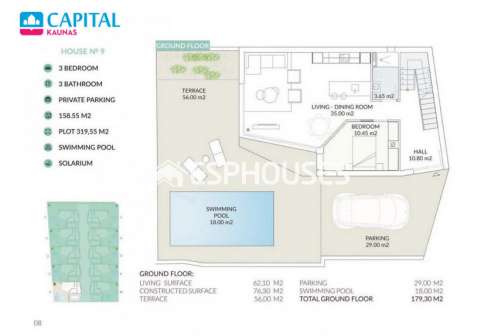 CAPITAL
KAUNAS
HOUSE Nº 9
3 BEDROOM
3 BATHROOM
PRIVATE PARKING
158.55 M2
PLOT 319,55 M2
SWIMMING POOL
SOLARIUM
GROUND FLOOR
TERRACE
56.00 m2
3.65 m2
LIVING - DINING ROOM
35.00 m2
BEDROOM
10.45 m2
HALL
10.80 m2
CSPHOUSES
SWIMMING
POOL
18.00 m2
PARKING
29.00 m2
GROUND FLOOR:
LIVING SURFACE 62,10 M2
CONSTRUCTED SURFACE 76,30 M2
TERRACE 56,00 M2
PARKING 29,00 M2
SWIMMING POOL 18,00 M2
TOTAL GROUND FLOOR 179,30 M2
08